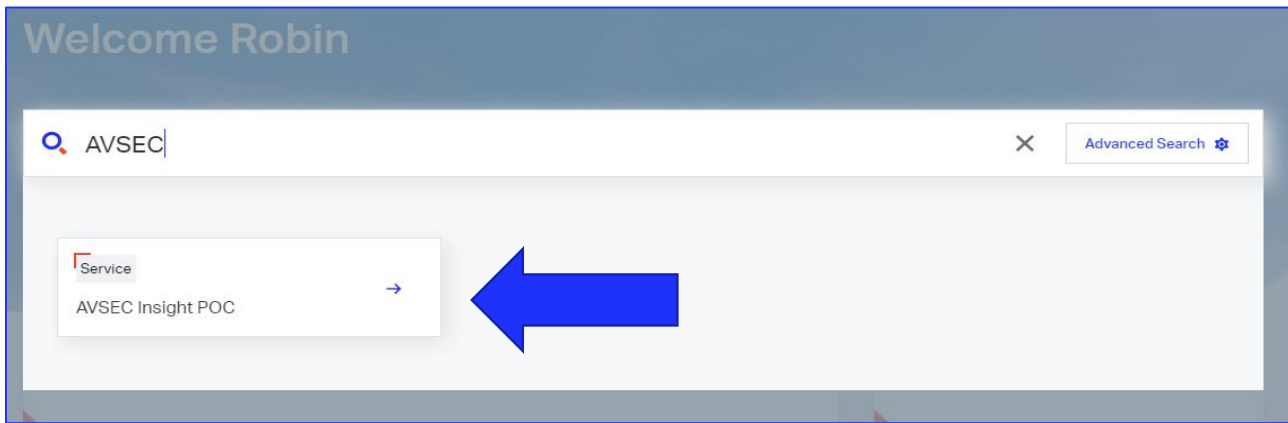 Welcome Robin
AVSEC
Advanced Search
Service
AVSEC Insight POC